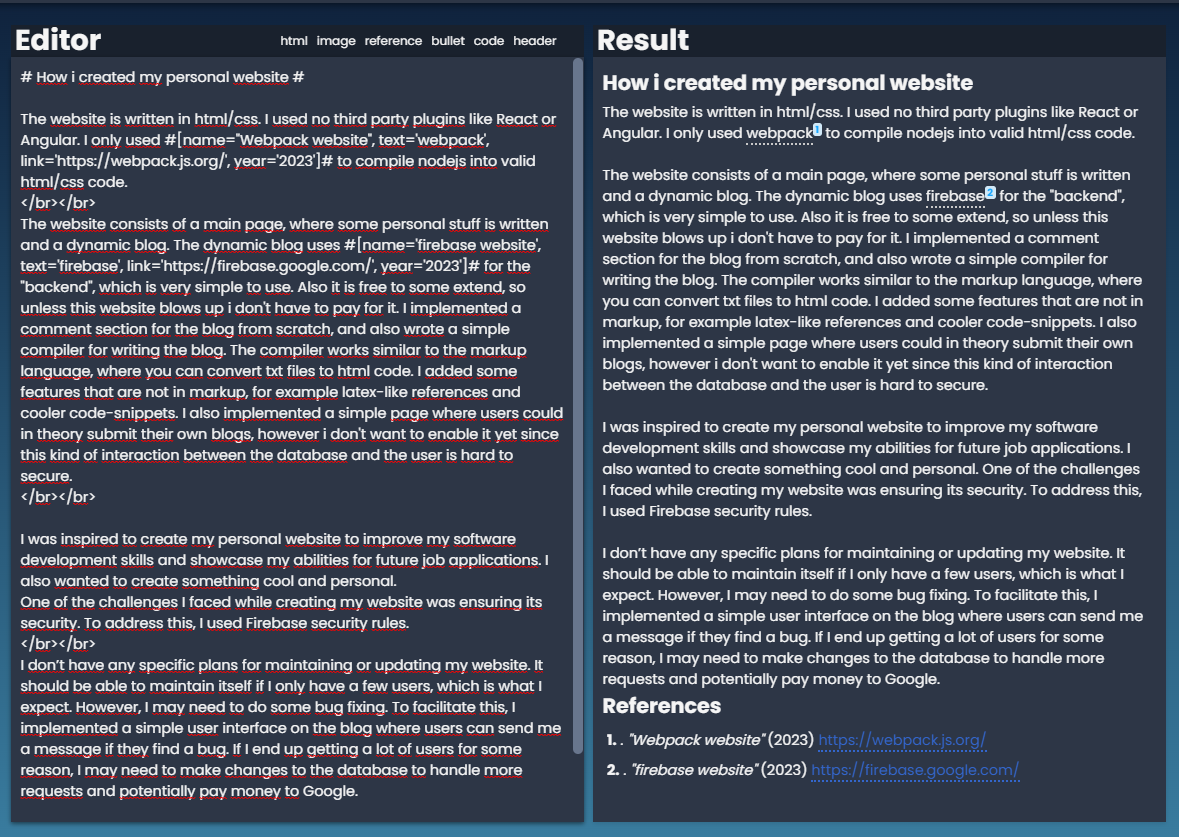 Editor
html image reference bullet code header
# How i created my personal website #
The website is written in html/css. I used no third party plugins like React or
Angular. I only used #[name="Webpack website", text='webpack',
link='https://webpack.js.org/', year='2023']# to compile nodejs into valid
html/css code.
</br></br>
The website consists of a main page, where some personal stuff is written
and a dynamic blog. The dynamic blog uses #[name='firebase website',
text='firebase', link='https://firebase.google.com/', year='2023']# for the
"backend", which is very simple to use. Also it is free to some extend, so
unless this website blows up i don't have to pay for it. I implemented a
comment section for the blog from scratch, and also wrote a simple
compiler for writing the blog. The compiler works similar to the markup
language, where you can convert txt files to html code. I added some
features that are not in markup, for example latex-like references and
cooler code-snippets. I also implemented a simple page where users could
in theory submit their own blogs, however i don't want to enable it yet since
this kind of interaction between the database and the user is hard to
secure.
</br></br>
I was inspired to create my personal website to improve my software
development skills and showcase my abilities for future job applications. I
also wanted to create something cool and personal.
One of the challenges I faced while creating my website was ensuring its
security. To address this, I used Firebase security rules.
</br></br>
I don’t have any specific plans for maintaining or updating my website. It
should be able to maintain itself if I only have a few users, which is what I
expect. However, I may need to do some bug fixing. To facilitate this, I
implemented a simple user interface on the blog where users can send me
a message if they find a bug. If I end up getting a lot of users for some
reason, I may need to make changes to the database to handle more
requests and potentially pay money to Google.
Result
How i created my personal website
The website is written in html/css. I used no third party plugins like React or
Angular. I only used webpack1 to compile nodejs into valid html/css code.
The website consists of a main page, where some personal stuff is written
and a dynamic blog. The dynamic blog uses firebase2 for the "backend",
which is very simple to use. Also it is free to some extend, so unless this
website blows up i don't have to pay for it. I implemented a comment
section for the blog from scratch, and also wrote a simple compiler for
writing the blog. The compiler works similar to the markup language, where
you can convert txt files to html code. I added some features that are not in
markup, for example latex-like references and cooler code-snippets. I also
implemented a simple page where users could in theory submit their own
blogs, however i don't want to enable it yet since this kind of interaction
between the database and the user is hard to secure.
I was inspired to create my personal website to improve my software
development skills and showcase my abilities for future job applications. I
also wanted to create something cool and personal. One of the challenges
I faced while creating my website was ensuring its security. To address this,
I used Firebase security rules.
I don’t have any specific plans for maintaining or updating my website. It
should be able to maintain itself if I only have a few users, which is what I
expect. However, I may need to do some bug fixing. To facilitate this, I
implemented a simple user interface on the blog where users can send me
a message if they find a bug. If I end up getting a lot of users for some
reason, I may need to make changes to the database to handle more
requests and potentially pay money to Google.
References
1. . "Webpack website" (2023) https://webpack.js.org/
2. . "firebase website" (2023) https://firebase.google.com/